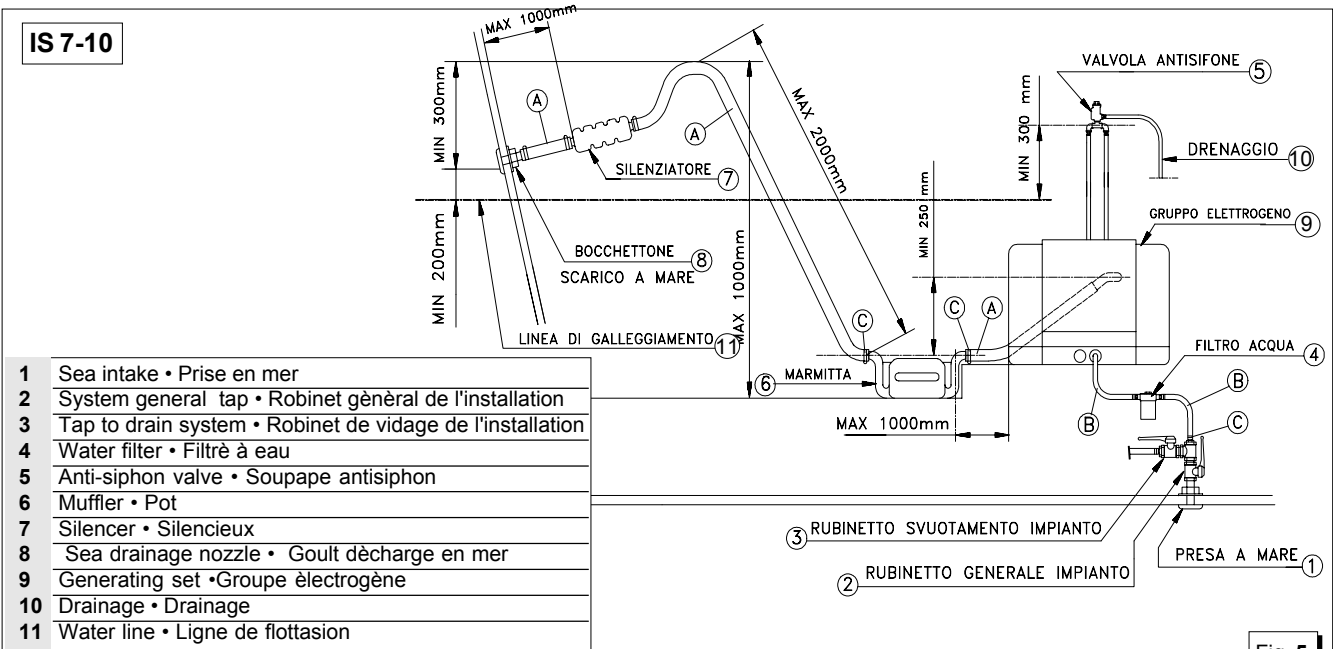 IS 7-10
MAX 1000mm
MIN 300mm
A
SILENZIATORE 7
A
MAX 2000mm
MAX 1000mm
MIN 200mm
BOCCHETTONE
SCARICO A MARE
8
LINEA DI GALLEGGIAMENTO 11
VALVOLA ANTISIFONE 5
MIN 300 mm
DRENAGGIO
10
MIN 250 mm
GRUPPO ELETTROGENO
9
C
C
A
6 MARMITTA
MAX 1000mm
FILTRO ACQUA 4
B
B
C
3 RUBINETTO SVUOTAMENTO IMPIANTO
2 RUBINETTO GENERALE IMPIANTO
PRESA A MARE 1
1 Sea intake • Prise en mer
2 System general tap • Robinet gènèral de l'installation
3 Tap to drain system • Robinet de vidage de l'installation
4 Water filter • Filtrè à eau
5 Anti-siphon valve • Soupape antisiphon
6 Muffler • Pot
7 Silencer • Silencieux
8 Sea drainage nozzle • Goult dècharge en mer
9 Generating set •Groupe èlectrogène
10 Drainage • Drainage
11 Water line • Ligne de flottasion
Fig. 5